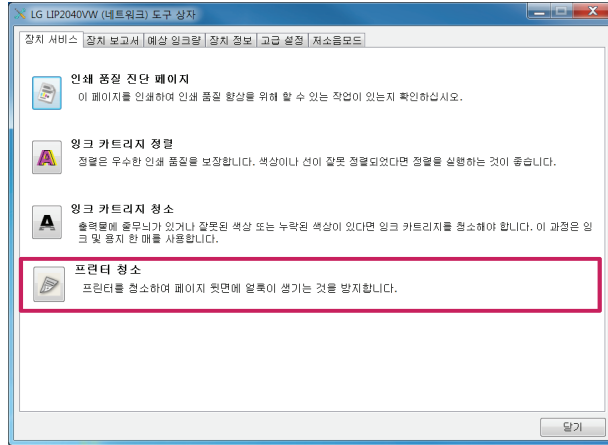 LG LIP2040VW (네트워크) 도구 상자
장치 서비스 장치 보고서 예상 잉크량 장치 정보 고급 설정 저소음모드
인쇄 품질 진단 페이지
이 페이지를 인쇄하여 인쇄 품질 향상을 위해 할 수 있는 작업이 있는지 확인하십시오.
잉크 카트리지 정렬
정렬은 우수한 인쇄 품질을 보장합니다. 색상이나 선이 잘못 정렬되었다면 정렬을 실행하는 것이 좋습니다.
잉크 카트리지 청소
출력물에 줄무늬가 있거나 잘못된 색상 또는 누락된 색상이 있다면 잉크 카트리지를 청소해야 합니다. 이 과정은 잉
크 및 용지 한 매를 사용합니다.
프린터 청소
프린터를 청소하여 페이지 뒷면에 얼룩이 생기는 것을 방지합니다.
닫기